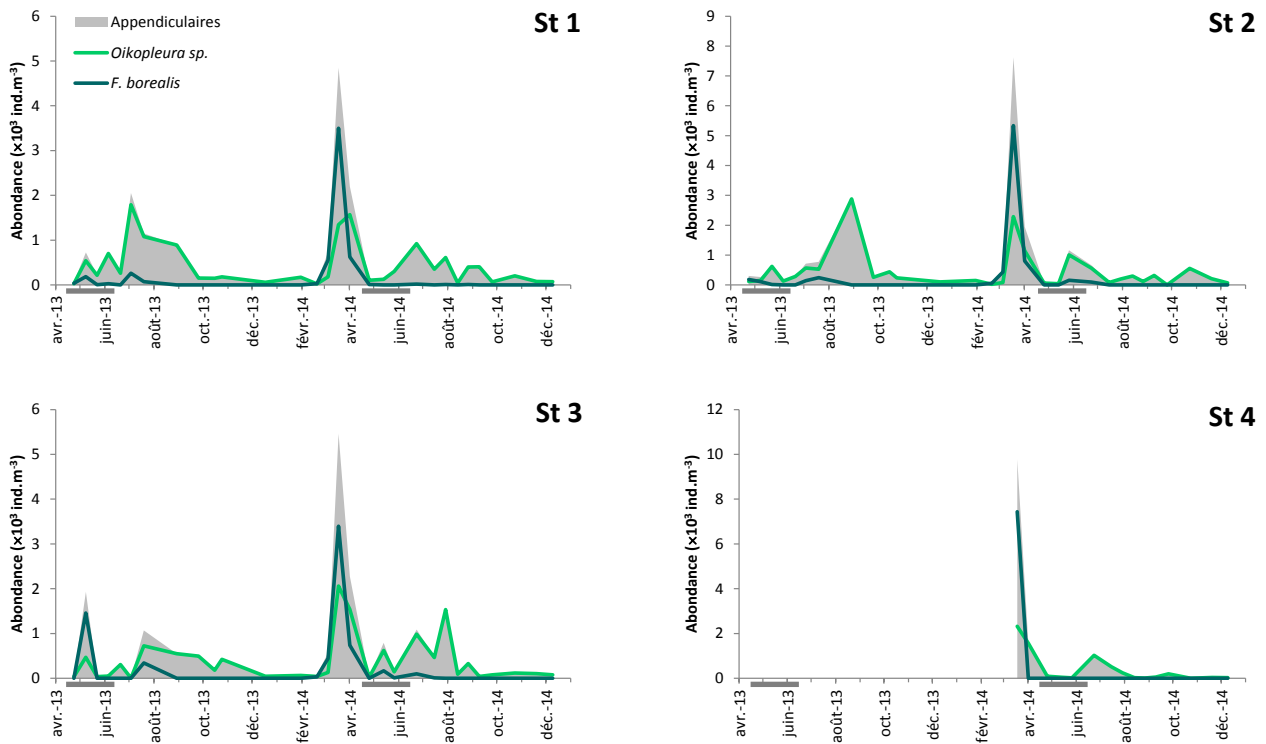 St 1
Abondance (×10³ ind.m⁻³)
6
5
4
3
2
1
0
Appendiculaires
Oikopleura sp.
F. borealis
avr.-13
juin-13
août-13
oct.-13
déc.-13
févr.-14
avr.-14
juin-14
août-14
oct.-14
déc.-14
St 2
Abondance (×10³ ind.m⁻³)
9
8
7
6
5
4
3
2
1
0
avr.-13
juin-13
août-13
oct.-13
déc.-13
févr.-14
avr.-14
juin-14
août-14
oct.-14
déc.-14
St 3
Abondance (×10³ ind.m⁻³)
6
5
4
3
2
1
0
avr.-13
juin-13
août-13
oct.-13
déc.-13
févr.-14
avr.-14
juin-14
août-14
oct.-14
déc.-14
St 4
Abondance (×10³ ind.m⁻³)
12
10
8
6
4
2
0
avr.-13
juin-13
août-13
oct.-13
déc.-13
févr.-14
avr.-14
juin-14
août-14
oct.-14
déc.-14